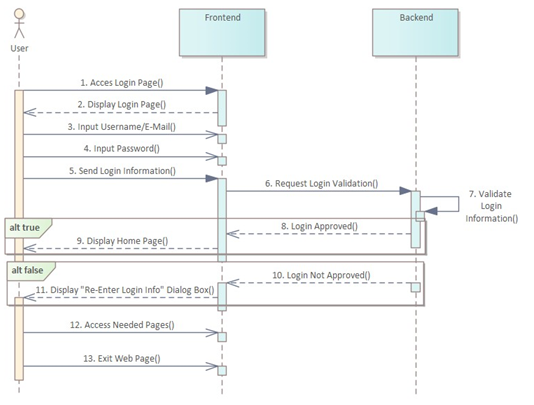 Frontend
Backend
User
1. Acces Login Page()
2. Display Login Page()
3. Input Username/E-Mail()
4. Input Password()
5. Send Login Information()
6. Request Login Validation()
7. Validate
Login
Information()
alt true
8. Login Approved()
9. Display Home Page()
alt false
10. Login Not Approved()
11. Display "Re-Enter Login Info" Dialog Box()
12. Access Needed Pages()
13. Exit Web Page()